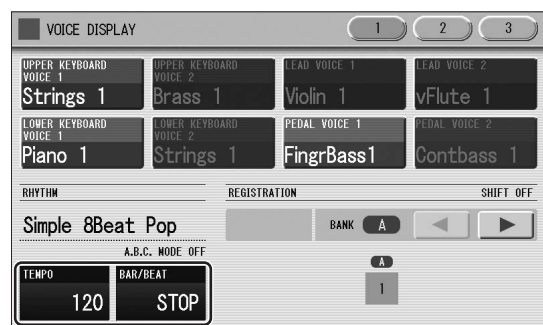 VOICE DISPLAY 1 2 3
UPPER KEYBOARD VOICE 1
Strings 1
UPPER KEYBOARD VOICE 2
Brass 1
LEAD VOICE 1
Violin 1
LEAD VOICE 2
vFlute 1
LOWER KEYBOARD VOICE 1
Piano 1
LOWER KEYBOARD VOICE 2
Strings 1
PEDAL VOICE 1
FingrBass1
PEDAL VOICE 2
Contbass 1
RHYTHM
Simple 8Beat Pop
A.B.C. MODE OFF
TEMPO
120
BAR/BEAT
STOP
REGISTRATION SHIFT OFF
BANK A
A
1